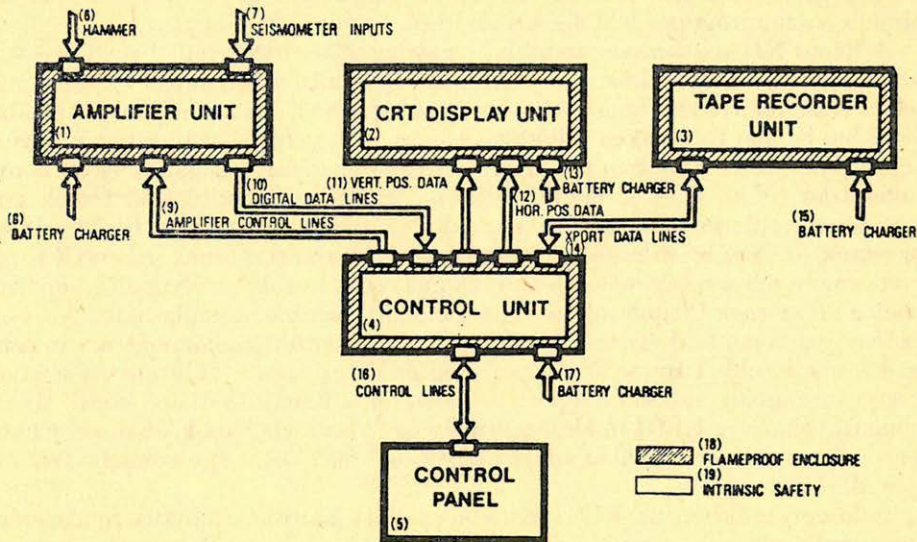 (6)
HAMMER
(7)
SEISMOMETER INPUTS
AMPLIFIER UNIT
(1)
CRT DISPLAY UNIT
(2)
TAPE RECORDER
UNIT
(3)
(8)
BATTERY CHARGER
(9)
AMPLIFIER CONTROL LINES
(10)
DIGITAL DATA LINES
(11) VERT. POS. DATA
(12)
HOR. POS. DATA
(13)
BATTERY CHARGER
XPORT DATA LINES
(14)
(15)
BATTERY CHARGER
CONTROL UNIT
(4)
(16)
CONTROL LINES
(17)
BATTERY CHARGER
CONTROL
PANEL
(5)
(18)
FLAMEPROOF ENCLOSURE
(19)
INTRINSIC SAFETY